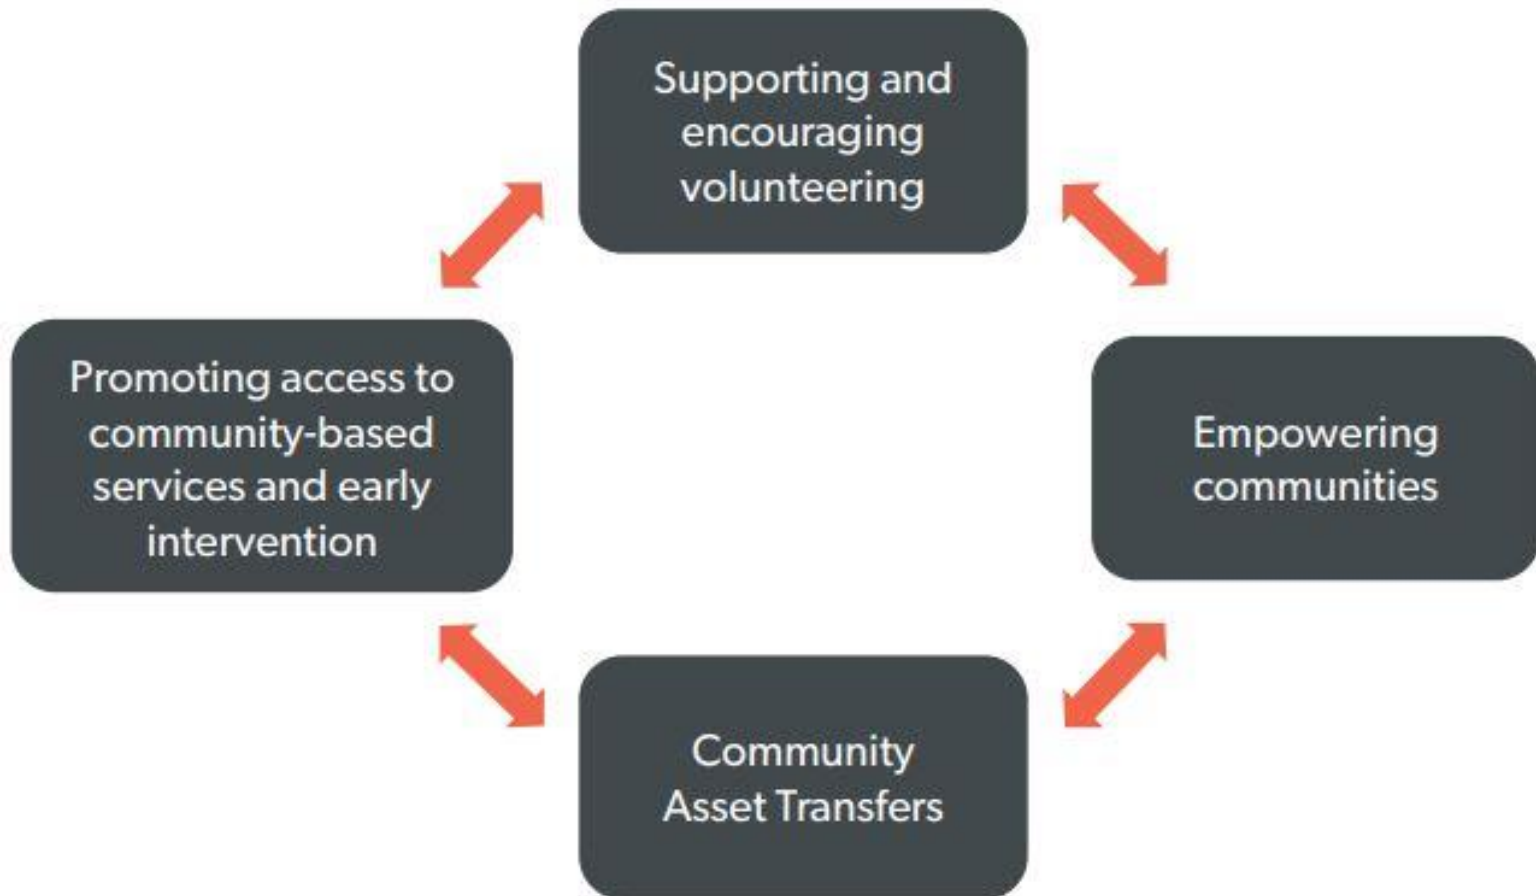 Supporting and
encouraging
volunteering
Promoting access to
community-based
services and early
intervention
Empowering
communities
Community
Asset Transfers